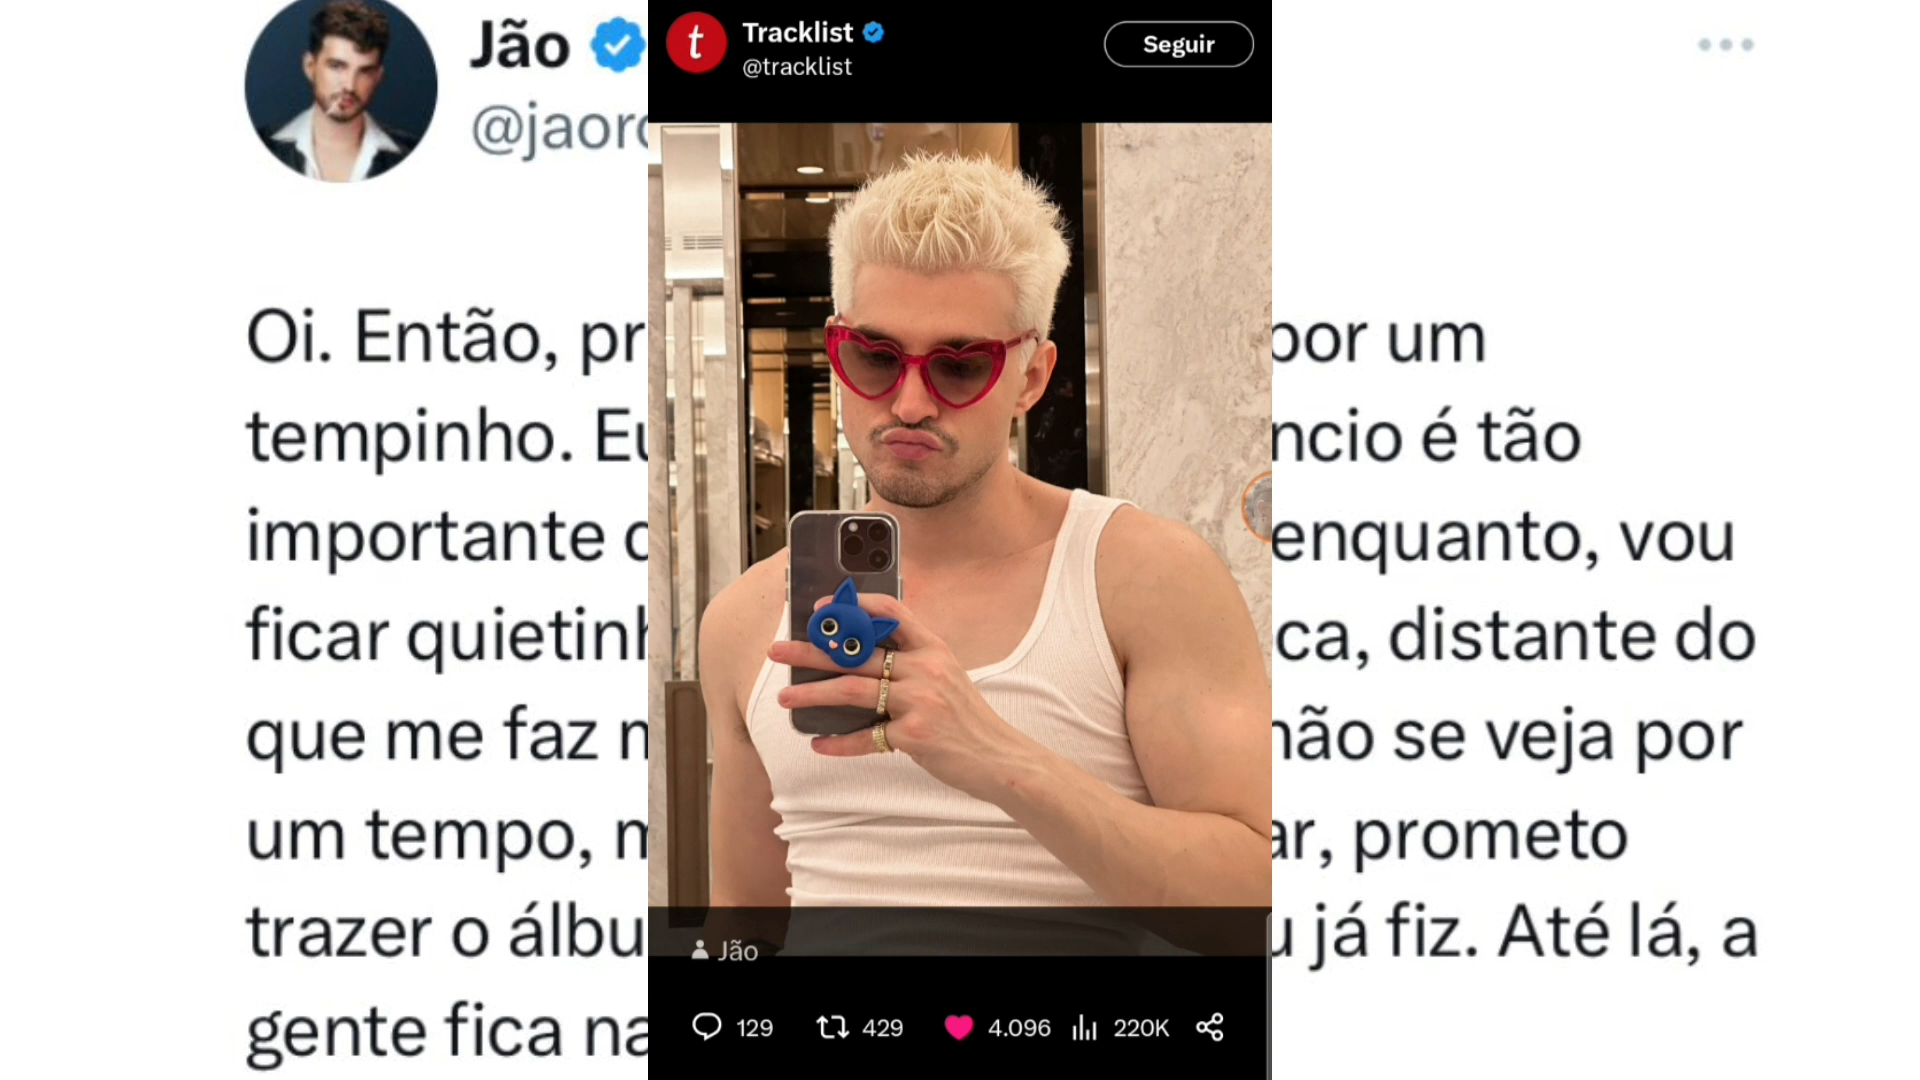 Jão
@jaoro
Oi. Então, pr
tempinho. Eu
importante
ficar quietinh
que me faz
um tempo,
trazer o álbu
gente fica na
t
Tracklist
@tracklist
Seguir
Jão
129 429 4.096 220K
por um
ncio é tão
enquanto, vou
ca, distante do
não se veja por
ar, prometo
u já fiz. Até lá, a